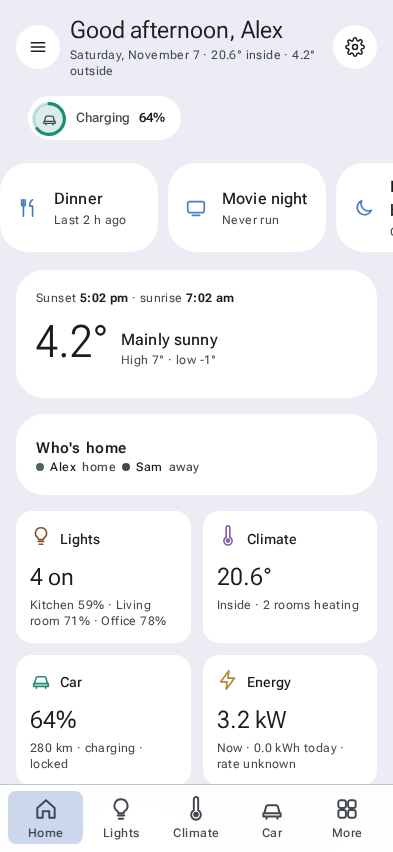 Good afternoon, Alex
Saturday, November 7 · 20.6° inside · 4.2°
outside
Charging 64%
Dinner
Last 2 h ago
Movie night
Never run
Sunset 5:02 pm · sunrise 7:02 am
4.2°
Mainly sunny
High 7° · low -1°
Who's home
Alex home Sam away
Lights
4 on
Kitchen 59% · Living
room 71% · Office 78%
Climate
20.6°
Inside · 2 rooms heating
Car
64%
280 km · charging ·
locked
Energy
3.2 kW
Now · 0.0 kWh today ·
rate unknown
Home
Lights
Climate
Car
More